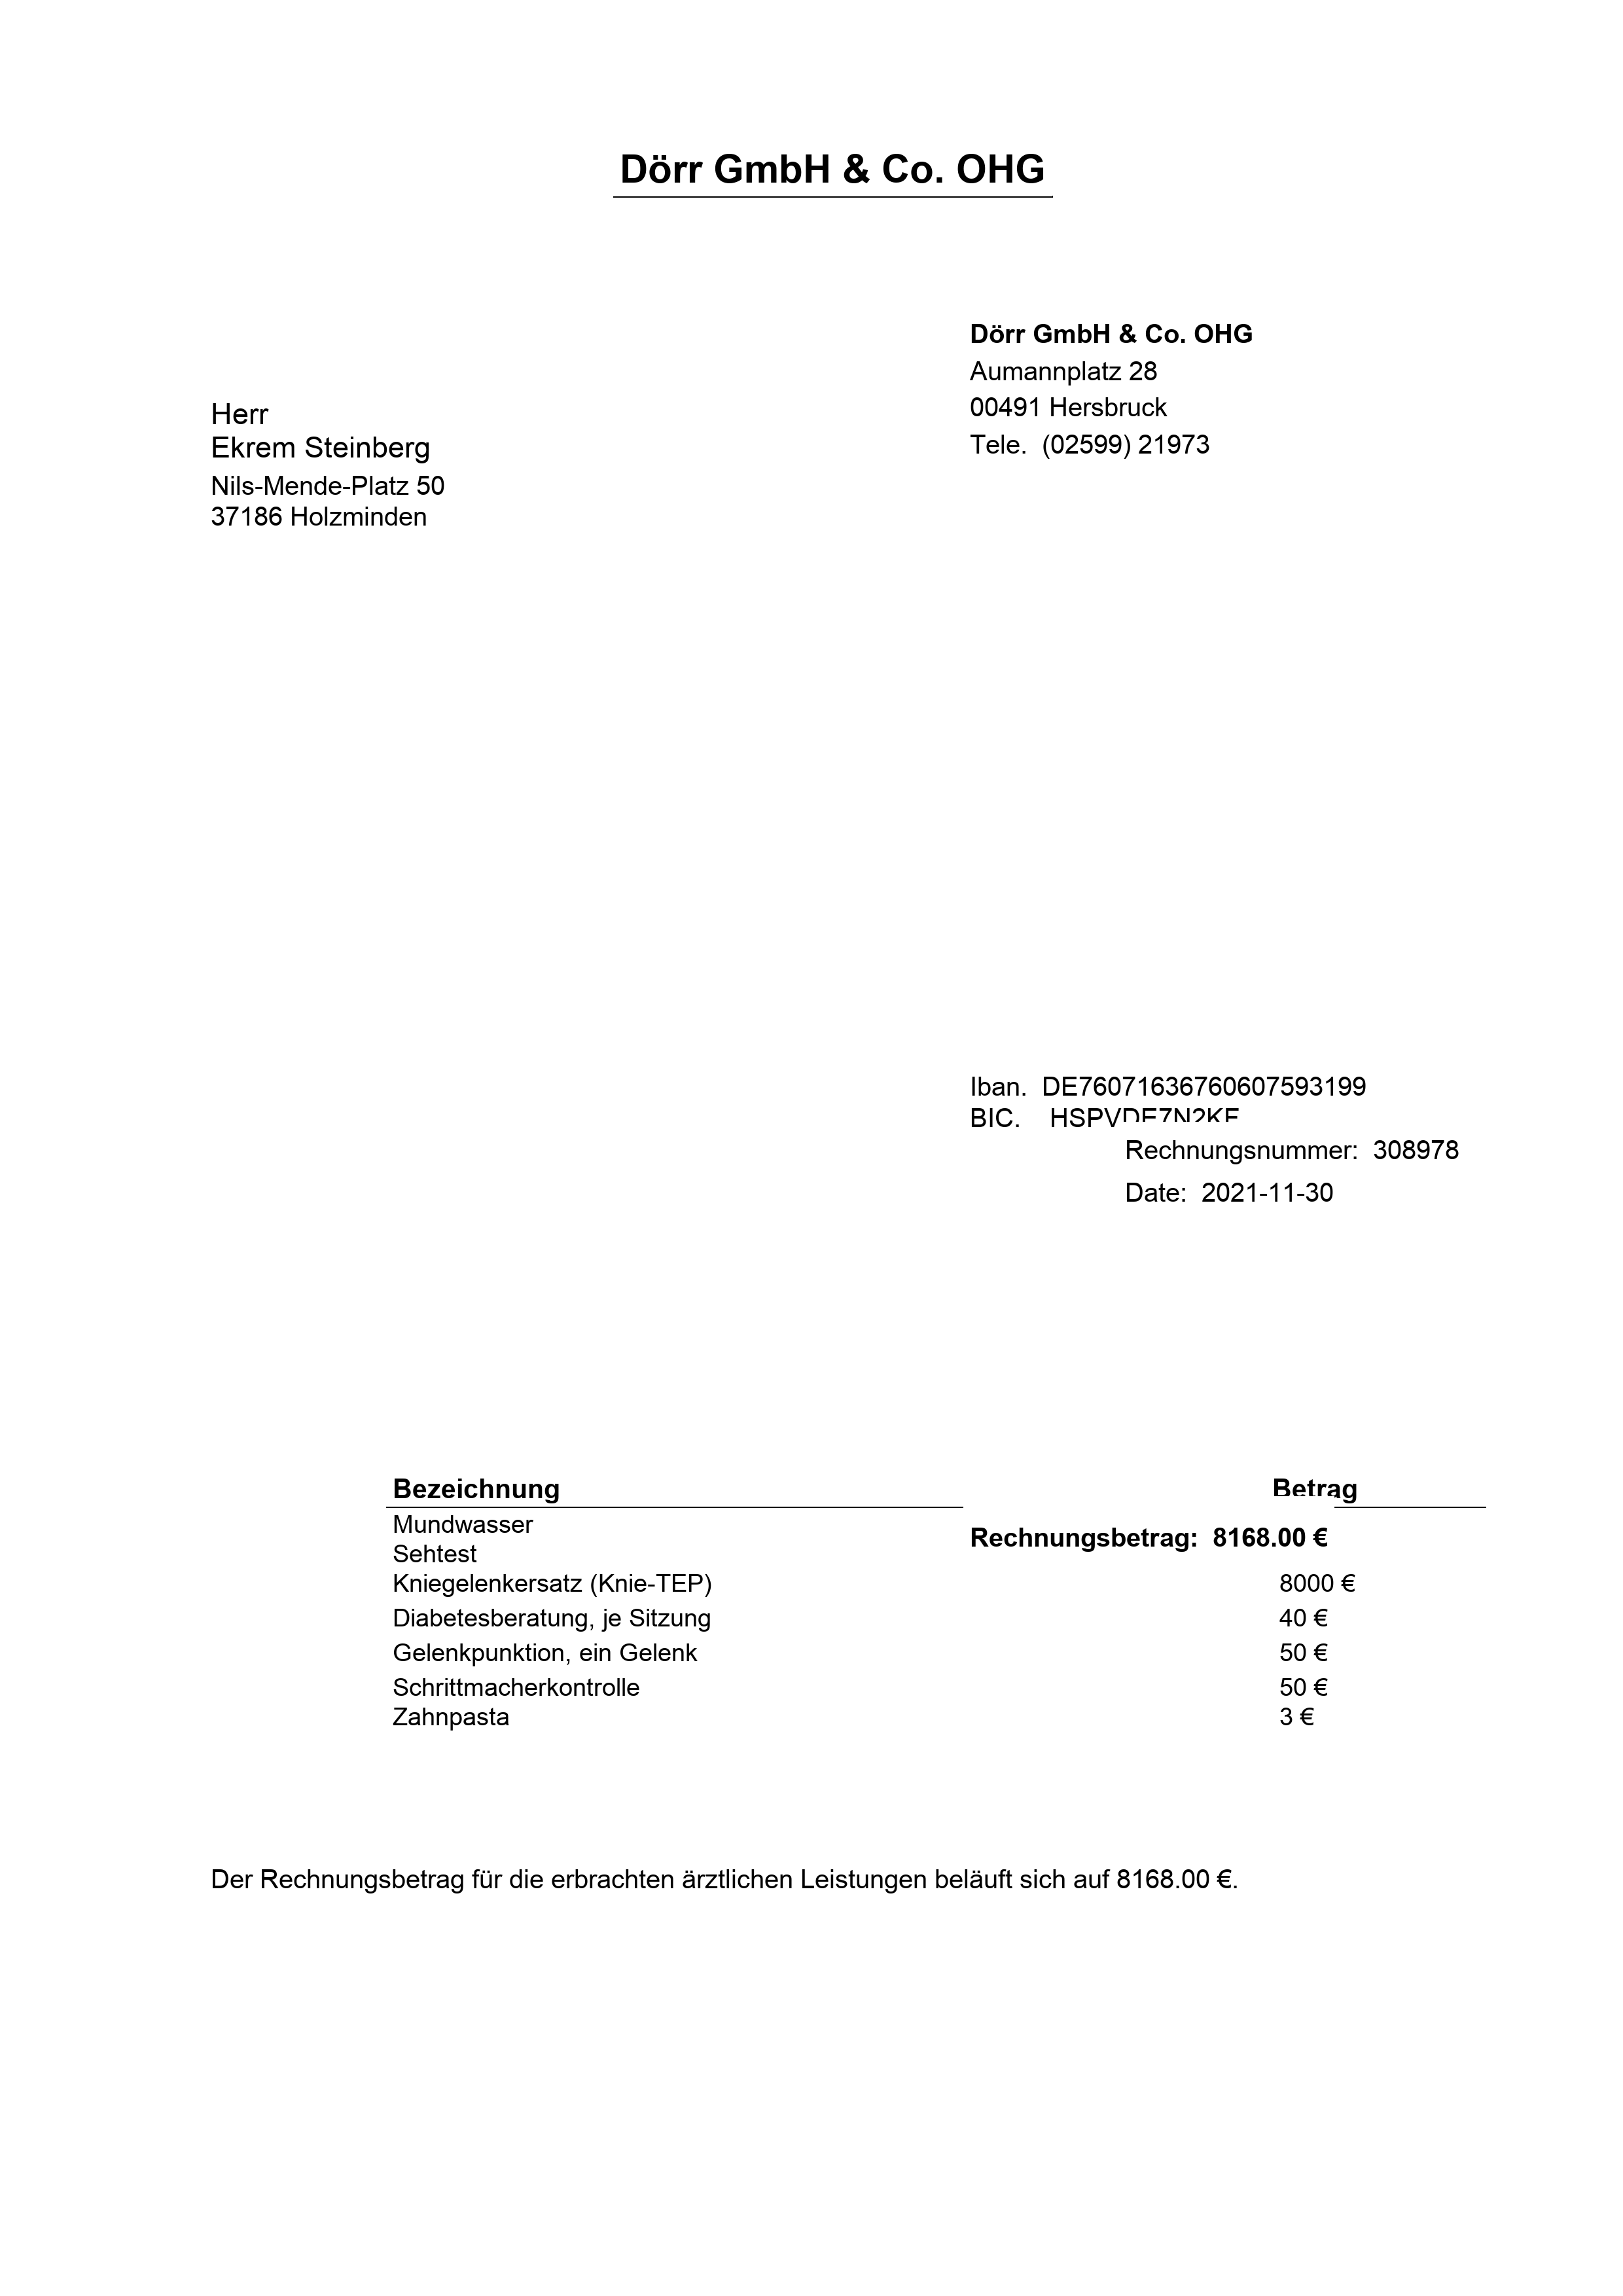 Dörr GmbH & Co. OHG
Dörr GmbH & Co. OHG
Aumannplatz 28
00491 Hersbruck
Tele. (02599) 21973
Herr
Ekrem Steinberg
Nils-Mende-Platz 50
37186 Holzminden
Iban. DE76071636760607593199
BIC.
Rechnungsnummer: 308978
Date: 2021-11-30
Bezeichnung Betrag
Mundwasser
Rechnungsbetrag: 8168.00 €
Sehtest
Kniegelenkersatz (Knie-TEP) 8000 €
Diabetesberatung, je Sitzung 40 €
Gelenkpunktion, ein Gelenk 50 €
Schrittmacherkontrolle 50 €
Zahnpasta 3 €
Der Rechnungsbetrag für die erbrachten ärztlichen Leistungen beläuft sich auf 8168.00 €.